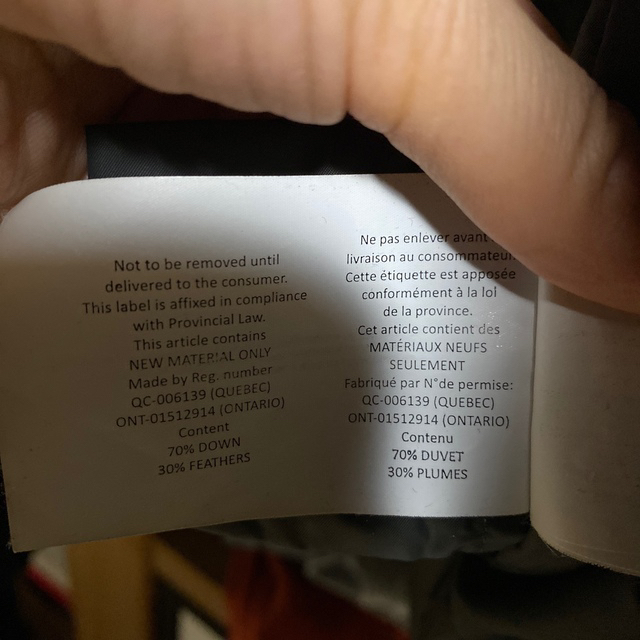 Not to be removed until
delivered to the consumer.
This label is affixed in compliance
with Provincial Law.
This article contains
NEW MATERIAL ONLY
Made by Reg. number
QC-006139 (QUEBEC)
ONT-01512914 (ONTARIO)
Content
70% DOWN
30% FEATHERS
Ne pas enlever avant
livraison au consommateur.
Cette étiquette est apposée
conformément à la loi
de la province.
Cet article contient des
MATÉRIAUX NEUFS
SEULEMENT
Fabriqué par N°de permise:
QC-006139 (QUEBEC)
ONT-01512914 (ONTARIO)
Contenu
70% DUVET
30% PLUMES